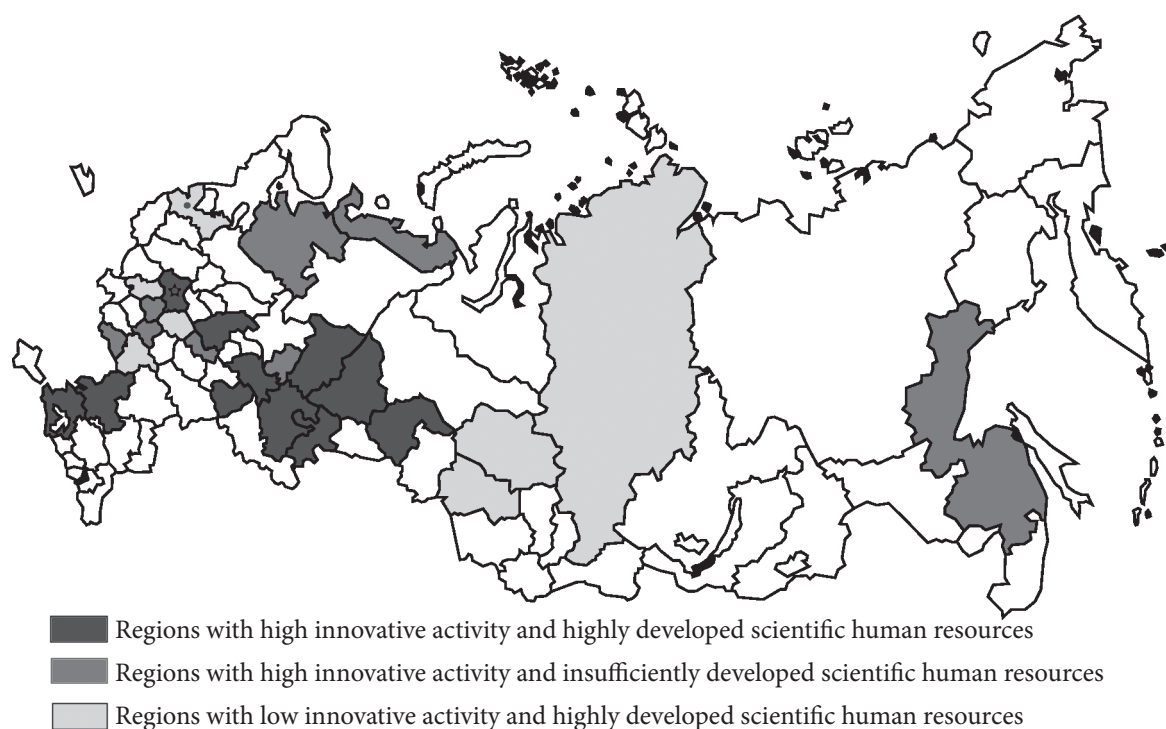 Regions with high innovative activity and highly developed scientific human resources
Regions with high innovative activity and insufficiently developed scientific human resources
Regions with low innovative activity and highly developed scientific human resources